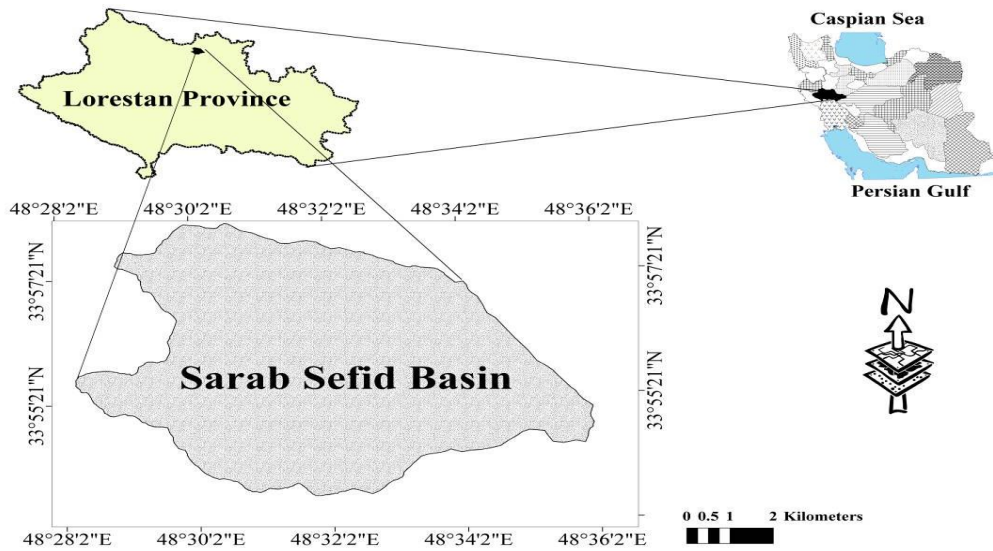 Caspian Sea
Lorestan Province
Persian Gulf
48°28'2"E 48°30'2"E 48°32'2"E 48°34'2"E 48°36'2"E
33°57'21"N
33°57'21"N
N
Sarab Sefid Basin
33°55'21"N
33°55'21"N
0 0.5 1 2 Kilometers
48°28'2"E 48°30'2"E 48°32'2"E 48°34'2"E 48°36'2"E